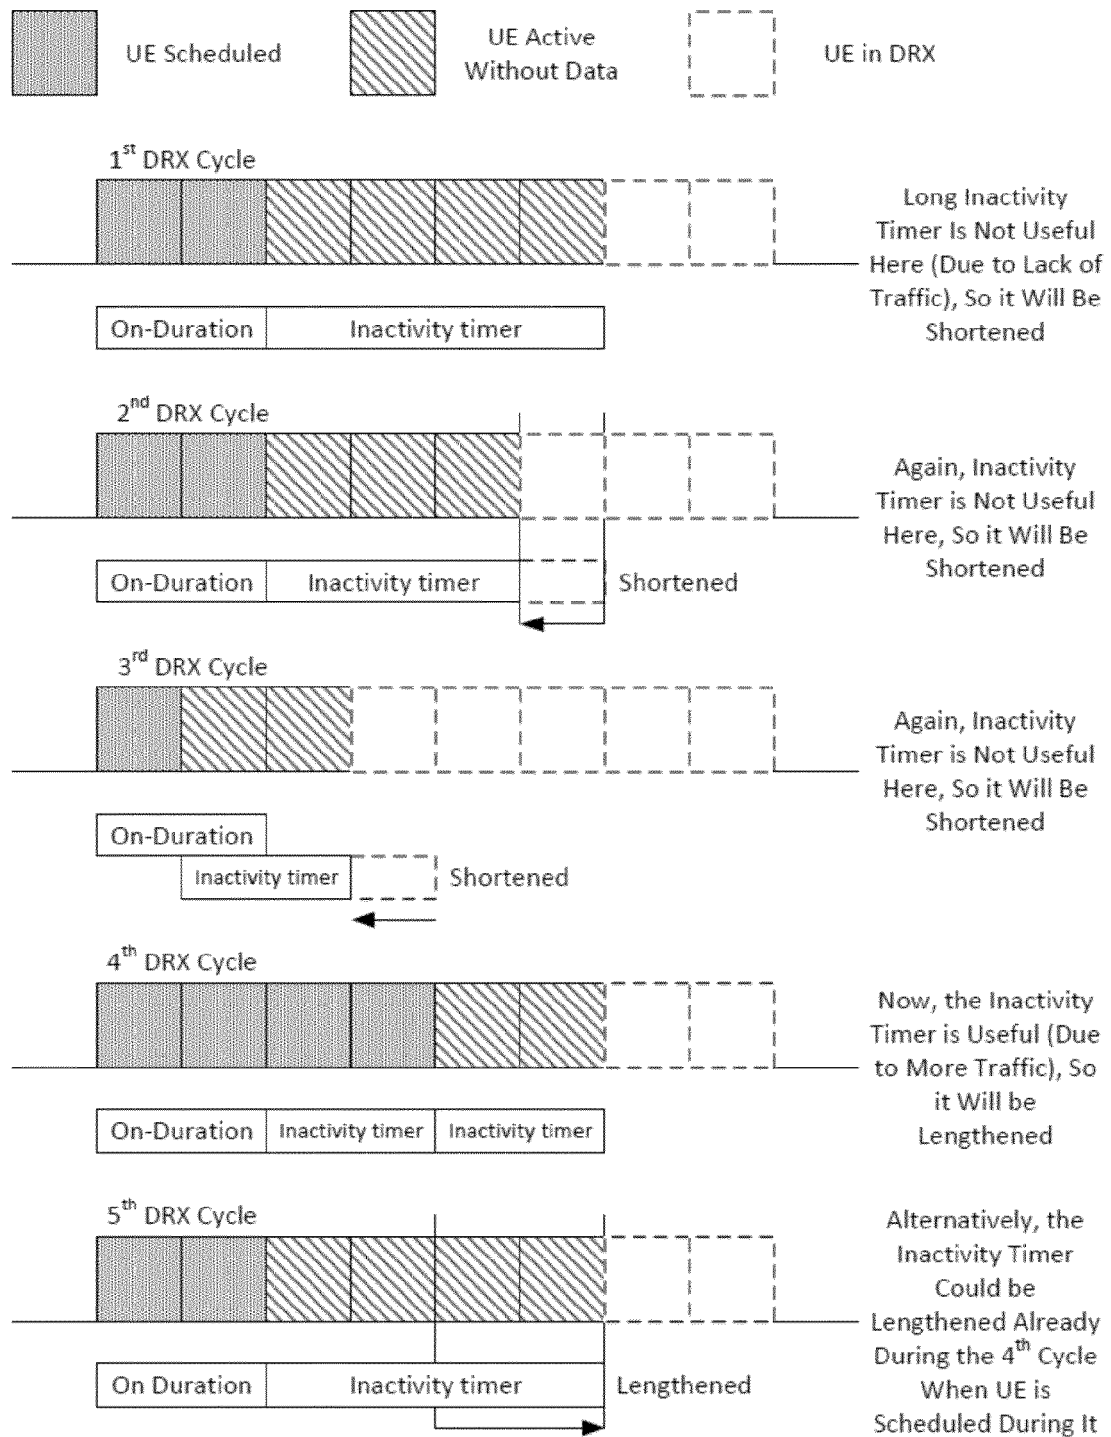 UE Scheduled
UE Active
Without Data
UE in DRX
1st DRX Cycle
Long Inactivity
Timer Is Not Useful
Here (Due to Lack of
Traffic), So it Will Be
Shortened
On-Duration
Inactivity timer
2nd DRX Cycle
Again, Inactivity
Timer is Not Useful
Here, So it Will Be
Shortened
On-Duration
Inactivity timer
Shortened
3rd DRX Cycle
Again, Inactivity
Timer is Not Useful
Here, So it Will Be
Shortened
On-Duration
Inactivity timer
Shortened
4th DRX Cycle
Now, the Inactivity
Timer is Useful (Due
to More Traffic), So
it Will be
Lengthened
On-Duration
Inactivity timer
Inactivity timer
5th DRX Cycle
Alternatively, the
Inactivity Timer
Could be
Lengthened Already
During the 4th Cycle
When UE is
Scheduled During It
On Duration
Inactivity timer
Lengthened